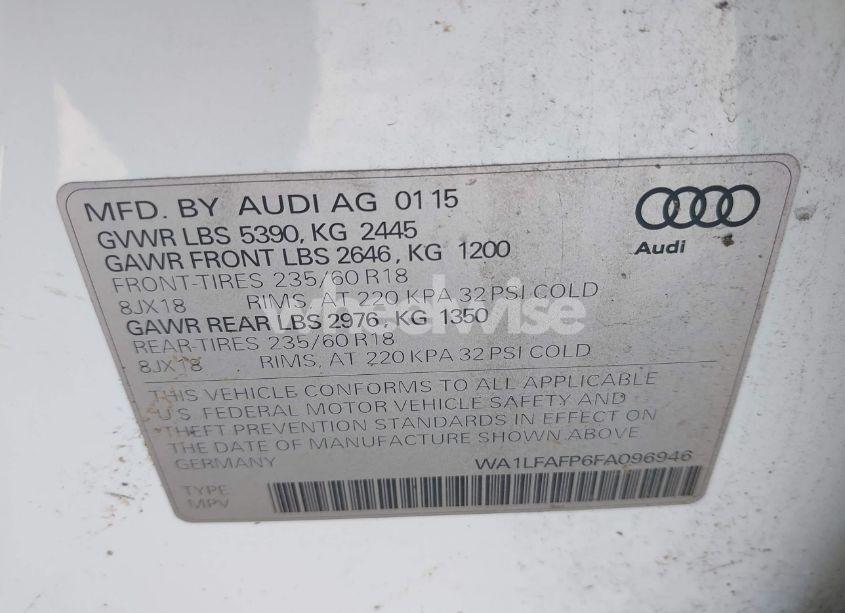 MFD. BY AUDI AG 01 15
GVWR LBS 5390, KG 2445
GAWR FRONT LBS 2646, KG 1200
FRONT-TIRES 235/60 R18
8JX18 RIMS, AT 220 KPA 32 PSI COLD
GAWR REAR LBS 2976, KG 1350
REAR-TIRES 235/60 R18
8JX18 RIMS, AT 220 KPA 32 PSI COLD
Audi
THIS VEHICLE CONFORMS TO ALL APPLICABLE
U.S. FEDERAL MOTOR VEHICLE SAFETY AND
THEFT PREVENTION STANDARDS IN EFFECT ON
THE DATE OF MANUFACTURE SHOWN ABOVE.
GERMANY WA1LFAFP6FA096946
TYPE:
MPV
wheelwise